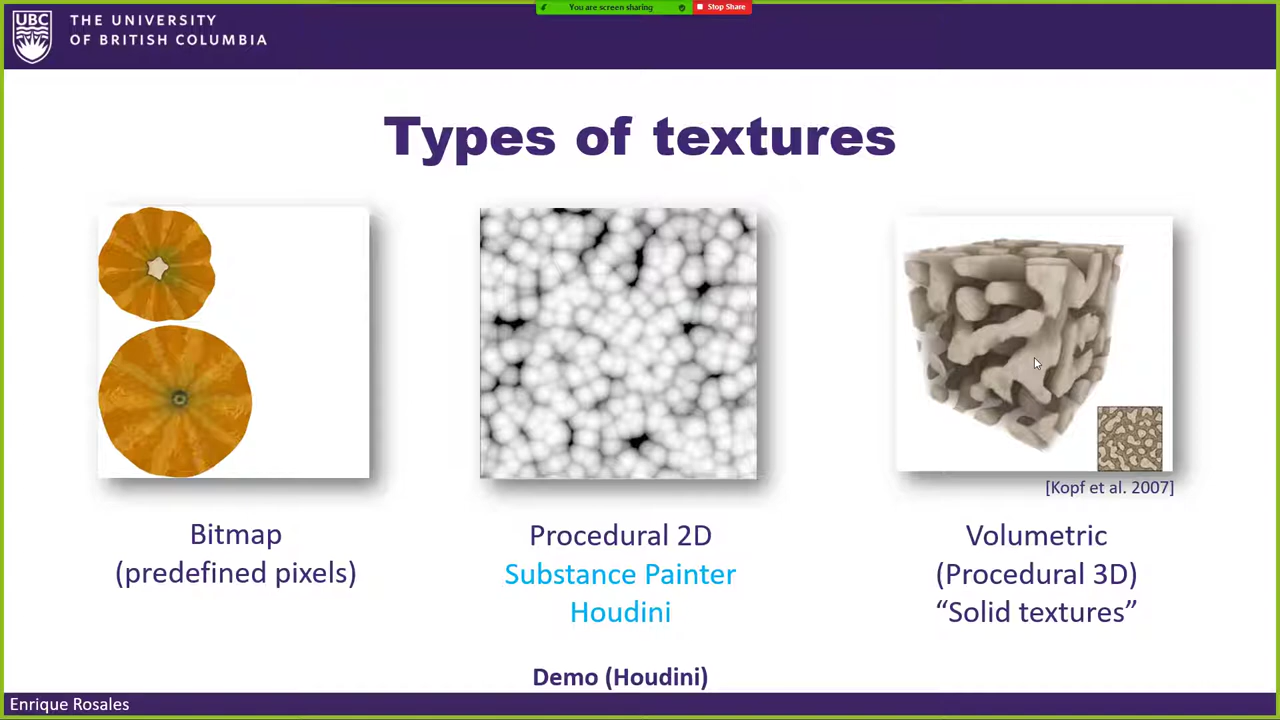 You are screen sharing
Stop Share
UBC
THE UNIVERSITY
OF BRITISH COLUMBIA
Types of textures
[Kopf et al. 2007]
Bitmap
(predefined pixels)
Procedural 2D
Substance Painter
Houdini
Volumetric
(Procedural 3D)
“Solid textures”
Demo (Houdini)
Enrique Rosales